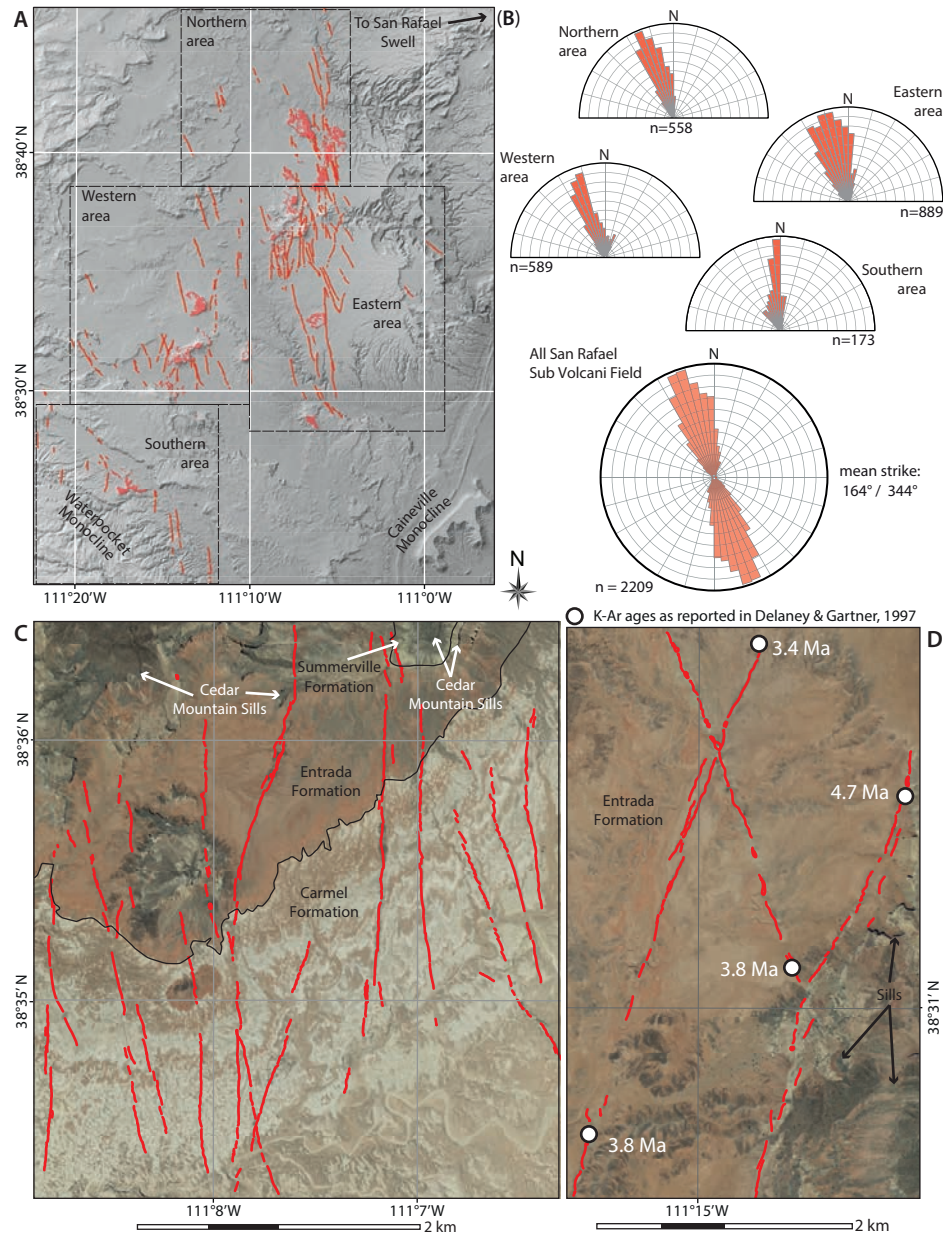 A
Northern
area
To San Rafael
Swell
38°40' N
Western
area
Eastern
area
38°30' N
Southern
area
Waterpocket
Monocline
Caineville
Monocline
111°20'W
111°10'W
111°0'W
N
(B)
N
Northern
area
n=558
N
Eastern
area
n=889
N
Western
area
n=589
N
Southern
area
n=173
All San Rafael
Sub Volcani Field
N
mean strike:
164° / 344°
n = 2209
C
Summerville
Formation
Cedar
Mountain Sills
Cedar
Mountain Sills
38°36' N
Entrada
Formation
Carmel
Formation
38°35' N
111°8'W
111°7'W
2 km
K-Ar ages as reported in Delaney & Gartner, 1997
D
3.4 Ma
4.7 Ma
Entrada
Formation
3.8 Ma
Sills
38°31' N
3.8 Ma
111°15'W
2 km